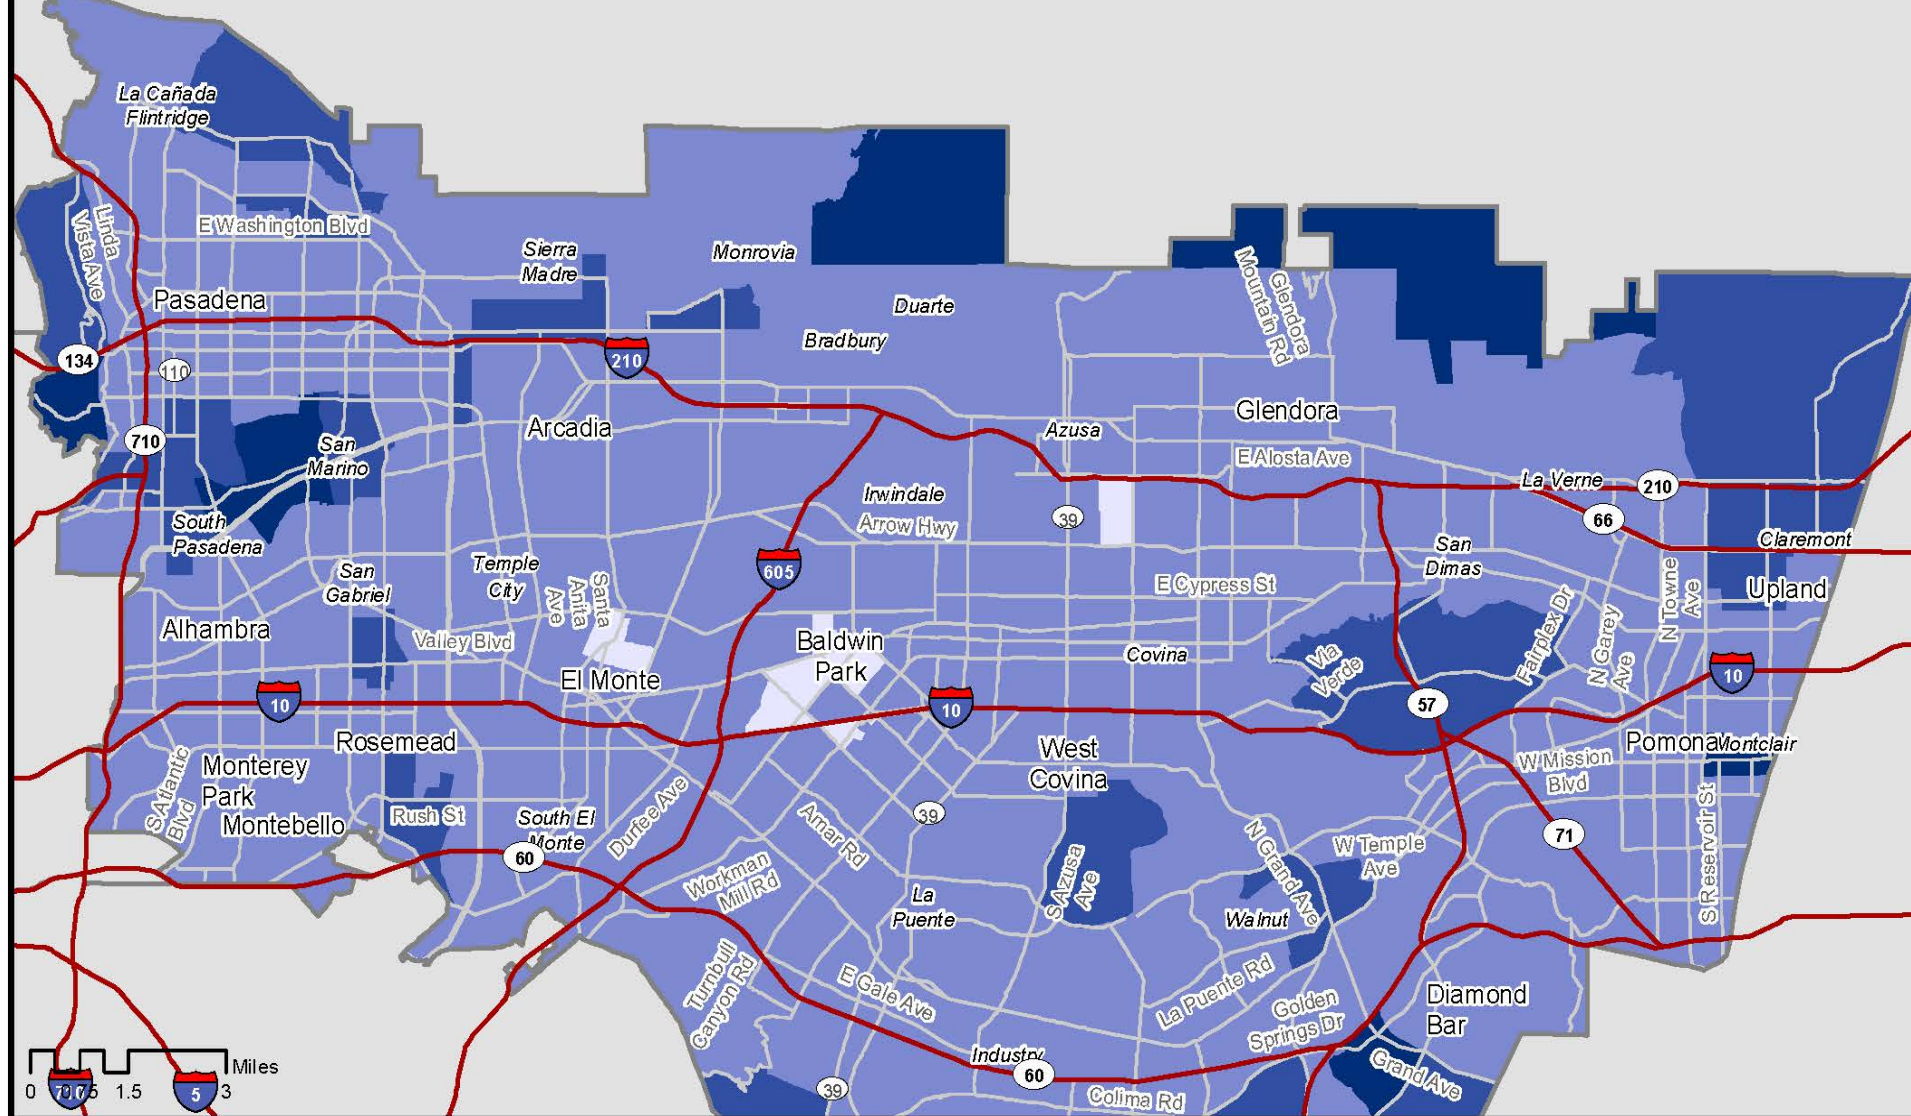 La Cañada
Flintridge
Linda
Vista Ave
E Washington Blvd
Sierra
Madre
Monrovia
Glendora
Mountain Rd
Glendora
Pasadena
Duarte
Bradbury
134
110
210
Arcadia
Glendora
710
San
Marino
Azusa
E Alosta Ave
La Verne
210
Irwindale
Arrow Hwy
39
66
South
Pasadena
Claremont
San
Dimas
605
Temple
City
San
Gabriel
Santa
Anita
Ave
E Cypress St
Fairplex Dr
N Garey
Ave
N Towne
Ave
Upland
Alhambra
Valley Blvd
Baldwin
Park
Covina
Via
Verde
El Monte
10
10
57
10
Rosemead
West
Covina
Pomona
Montclair
W Mission
Blvd
Monterey
Park
S Atlantic
Blvd
Montebello
Rush St
South El
Monte
Durfee Ave
60
Amar Rd
39
N Grand Ave
W Temple
Ave
71
S Reservoir St
Workman
Mill Rd
La
Puente
S Azusa
Ave
Walnut
Turnbull
Canyon Rd
E Gale Ave
La Puente Rd
Golden
Springs Dr
Diamond
Bar
Industry
60
Grand Ave
39
Colima Rd
Miles
0 0.75 1.5 3
5